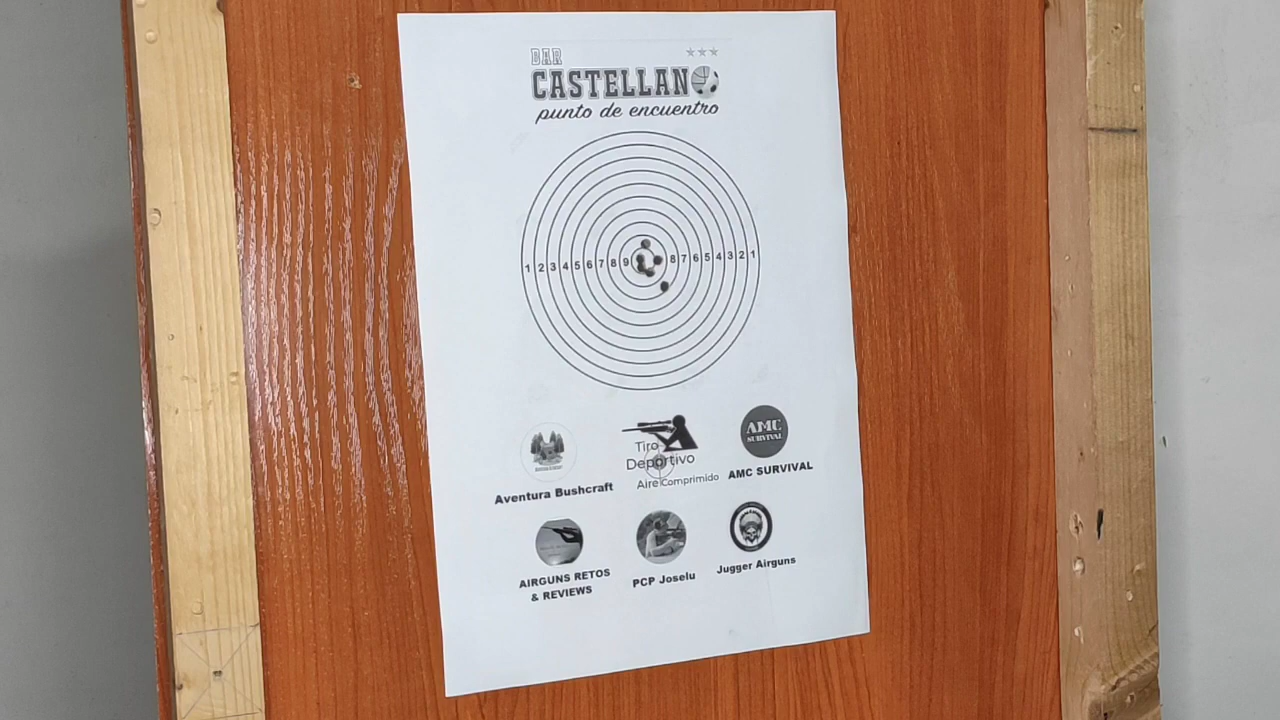 BAR
CASTELLANO
punto de encuentro
1 2 3 4 5 6 7 8 9 8 7 6 5 4 3 2 1
Tiro
Deportivo
Aire Comprimido
AMC
SURVIVAL
AMC SURVIVAL
Aventura Bushcraft
AIRGUNS RETOS
& REVIEWS
PCP Joselu
Jugger Airguns